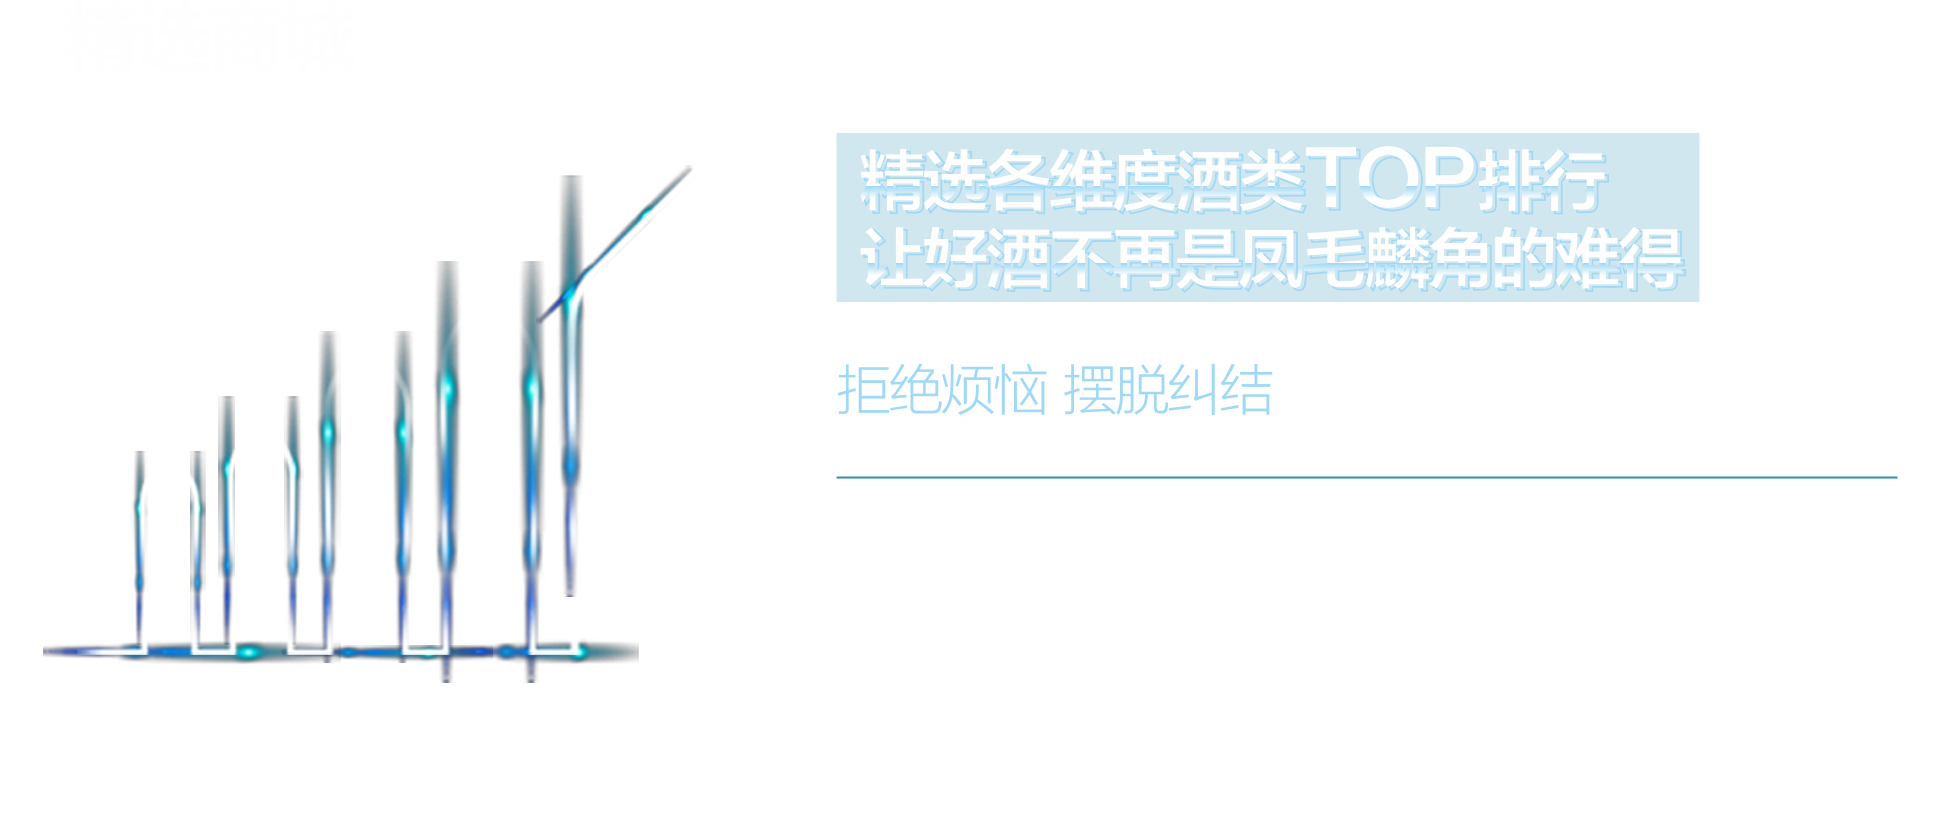 精选各维度酒类TOP排行
让好酒不再是凤毛麟角的难得
拒绝烦恼 摆脱纠结